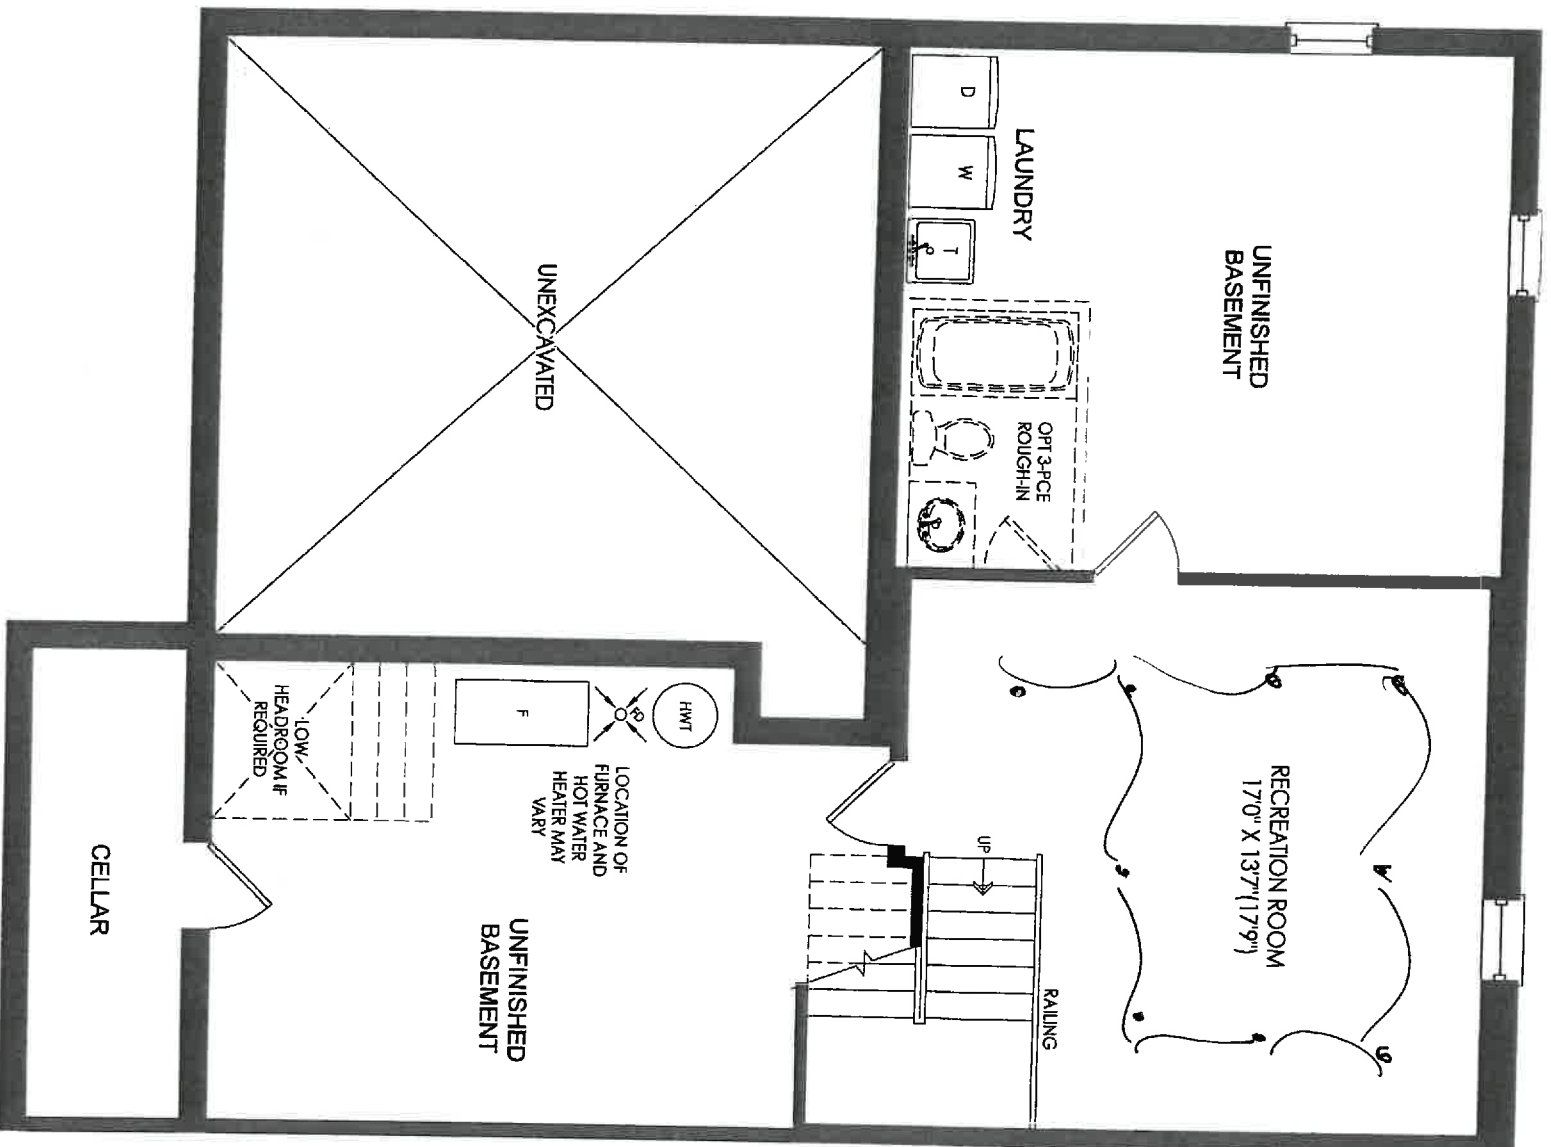 D
W
LAUNDRY
T
UNFINISHED
BASEMENT
OPT 3-PCE
ROUGH-IN
UNEXCAVATED
RECREATION ROOM
17'0" X 13'7"(17'9")
UP
RAILING
HWT
FD
F
LOCATION OF
FURNACE AND
HOT WATER
HEATER MAY
VARY
LOW
HEADROOM IF
REQUIRED
UNFINISHED
BASEMENT
CELLAR